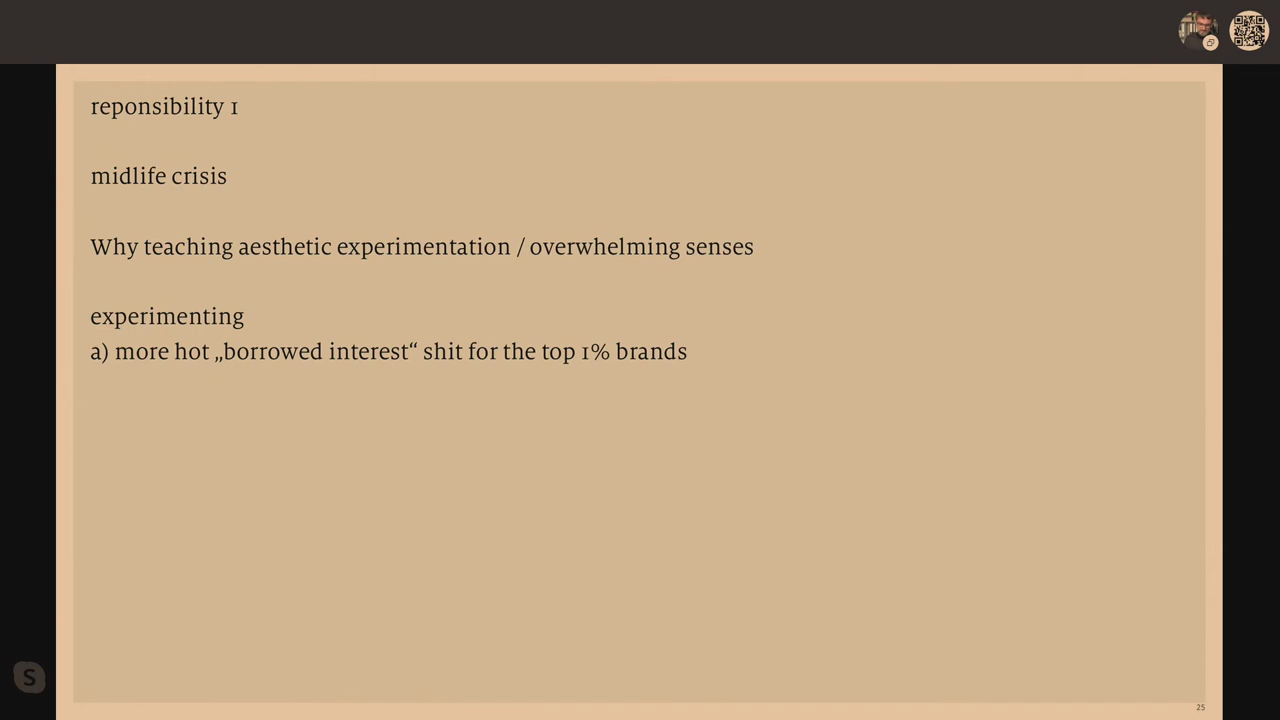 reponsibility 1
midlife crisis
Why teaching aesthetic experimentation / overwhelming senses
experimenting
a) more hot „borrowed interest“ shit for the top 1% brands
S
25